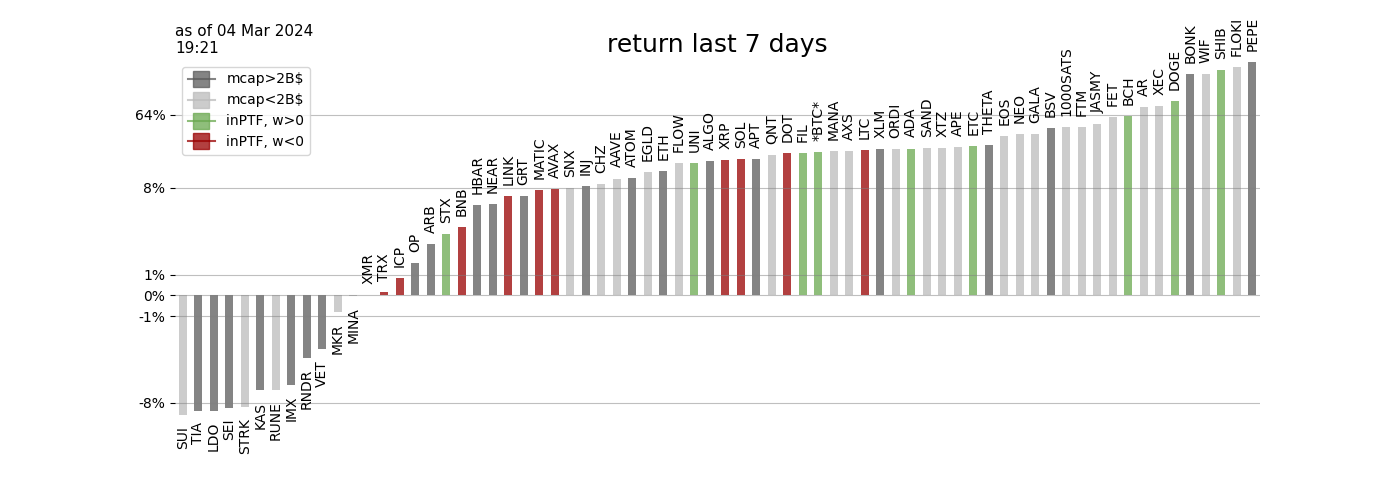 as of 04 Mar 2024
19:21
return last 7 days
mcap>2B$
mcap<2B$
inPTF, w>0
inPTF, w<0
64%
8%
1%
0%
-1%
-8%
SUI
TIA
LDO
SEI
STRK
KAS
RUNE
IMX
RNDR
VET
MKR
MINA
XMR
TRX
ICP
OP
ARB
STX
BNB
HBAR
NEAR
LINK
GRT
MATIC
AVAX
SNX
INJ
CHZ
AAVE
ATOM
EGLD
ETH
FLOW
UNI
ALGO
XRP
SOL
APT
QNT
DOT
FIL
*BTC*
MANA
AXS
LTC
XLM
ORDI
ADA
SAND
XTZ
APE
ETC
THETA
EOS
NEO
GALA
BSV
1000SATS
FTM
JASMY
FET
BCH
AR
XEC
DOGE
BONK
WIF
SHIB
FLOKI
PEPE